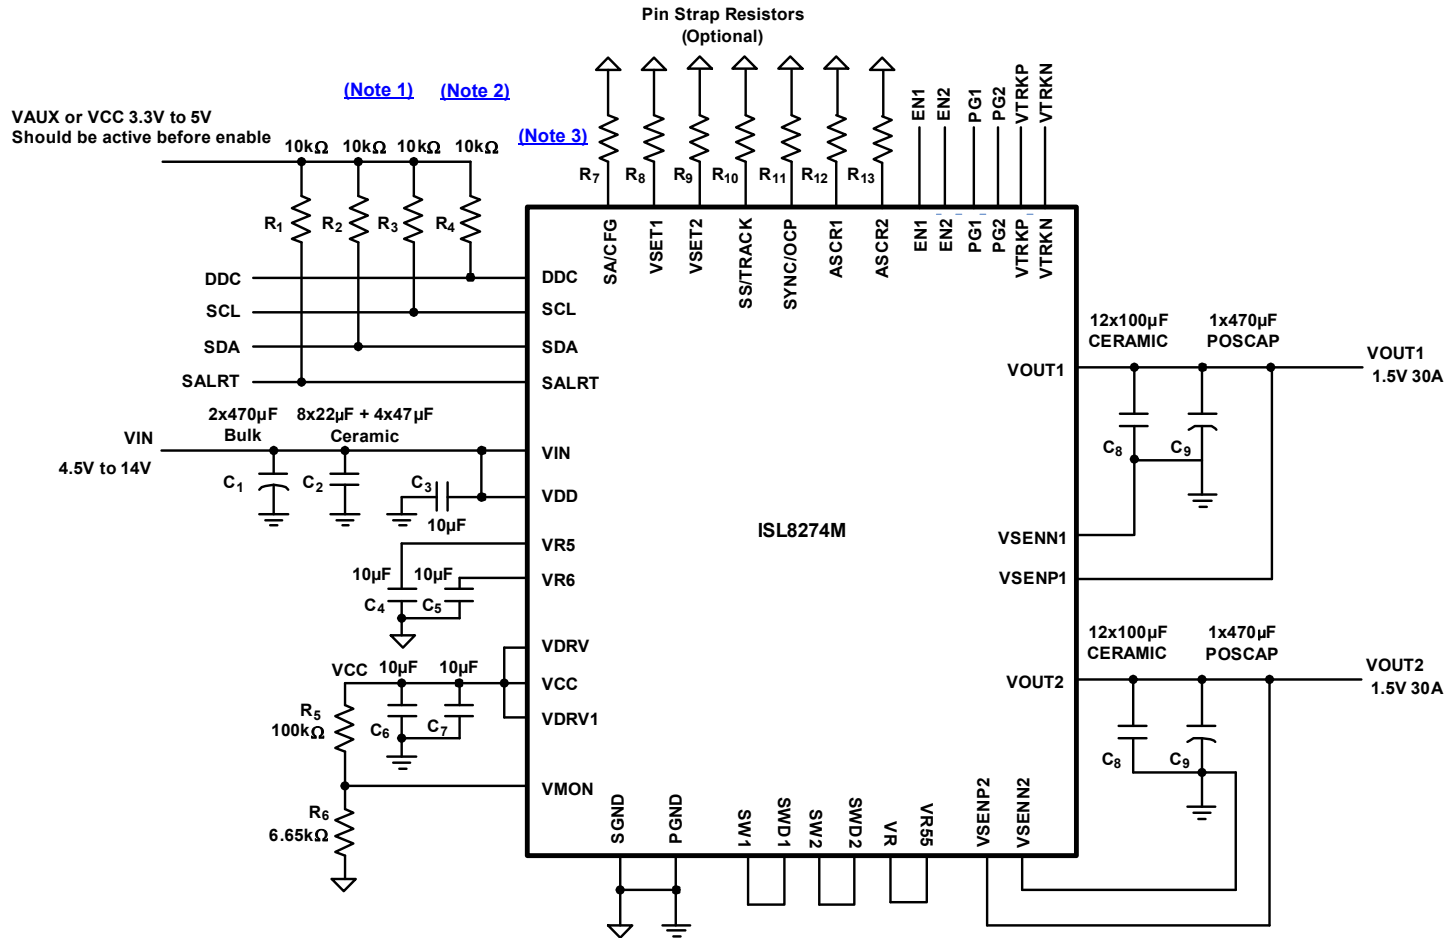 Pin Strap Resistors
(Optional)
(Note 1) (Note 2)
VAUX or VCC 3.3V to 5V
Should be active before enable
(Note 3)
10kΩ 10kΩ 10kΩ 10kΩ
R1 R2 R3 R4
R7 R8 R9 R10 R11 R12 R13
EN1 EN2 PG1 PG2 VTRKP VTRKN
SA/CFG VSET1 VSET2 SS/TRACK SYNC/OCP ASCR1 ASCR2 EN1 EN2 PG1 PG2 VTRKP VTRKN
DDC DDC
SCL SCL
SDA SDA
SALRT SALRT
2x470µF
Bulk
8x22µF + 4x47µF
Ceramic
VIN VIN
4.5V to 14V
C1 C2 C3
10µF
VDD
VR5
10µF 10µF
VR6
C4 C5
VDRV
VCC 10µF 10µF
VCC
R5
100kΩ
C6 C7
VDRV1
VMON
R6
6.65kΩ
ISL8274M
12x100µF
CERAMIC
1x470µF
POSCAP
VOUT1
VOUT1
1.5V 30A
C8 C9
VSENN1
VSENP1
12x100µF
CERAMIC
1x470µF
POSCAP
VOUT2
VOUT2
1.5V 30A
C8 C9
SGND PGND SW1 SWD1 SW2 SWD2 VR VR55 VSENP2 VSENN2